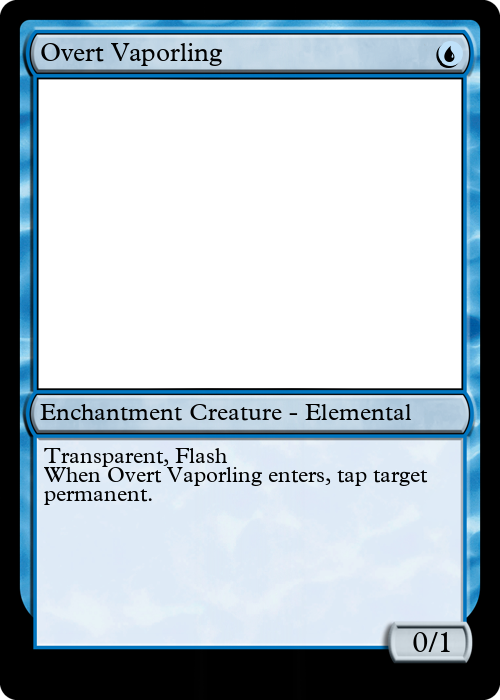 Overt Vaporling
Enchantment Creature - Elemental
Transparent, Flash
When Overt Vaporling enters, tap target
permanent.
0/1